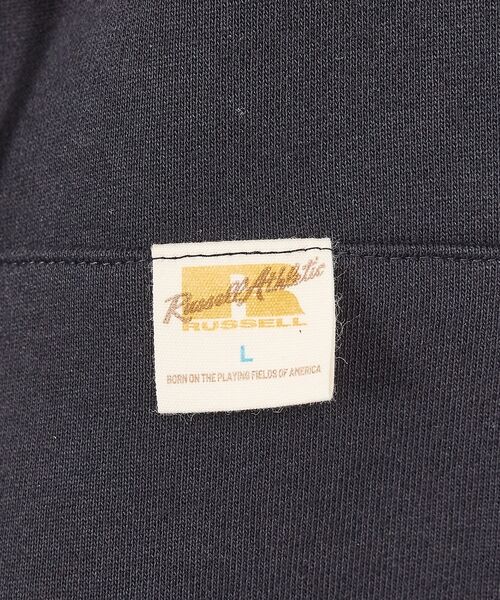 Russell Athletic
R
RUSSELL
L
BORN ON THE PLAYING FIELDS OF AMERICA